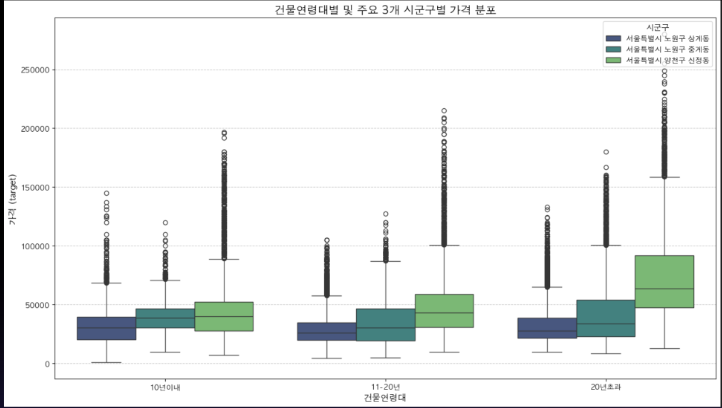 건물연령대별 및 주요 3개 시군구별 가격 분포
시군구
서울특별시 노원구 상계동
서울특별시 노원구 중계동
서울특별시 양천구 신정동
가격 (target)
250000
200000
150000
100000
50000
0
10년이내
11-20년
20년초과
건물연령대